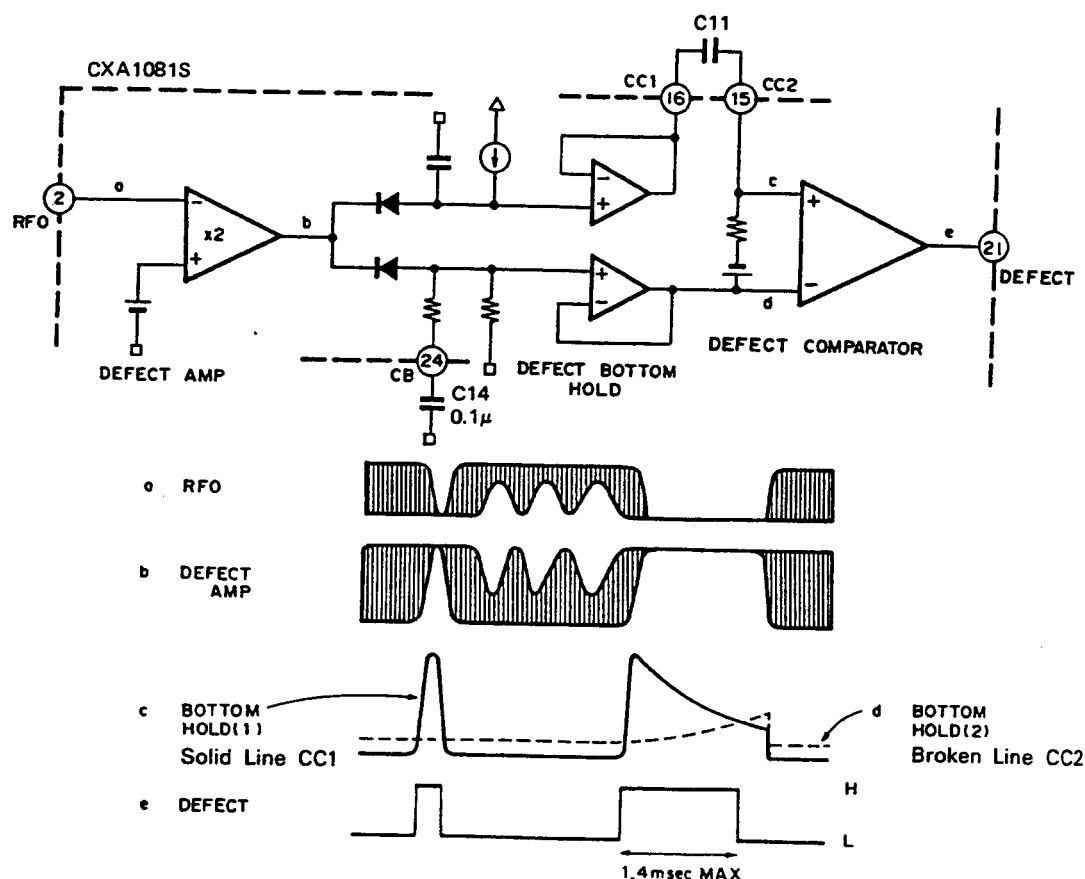 C11
CXA1081S
CC1
16
15
CC2
2
RFO
a
−
x2
+
b
−
+
c
+
e
21
DEFECT
+
−
d
−
DEFECT AMP
24
CB
C14
0.1μ
DEFECT BOTTOM
HOLD
DEFECT COMPARATOR
a RFO
b DEFECT
AMP
c BOTTOM
HOLD(1)
Solid Line CC1
d BOTTOM
HOLD(2)
Broken Line CC2
e DEFECT
H
L
1.4msec MAX